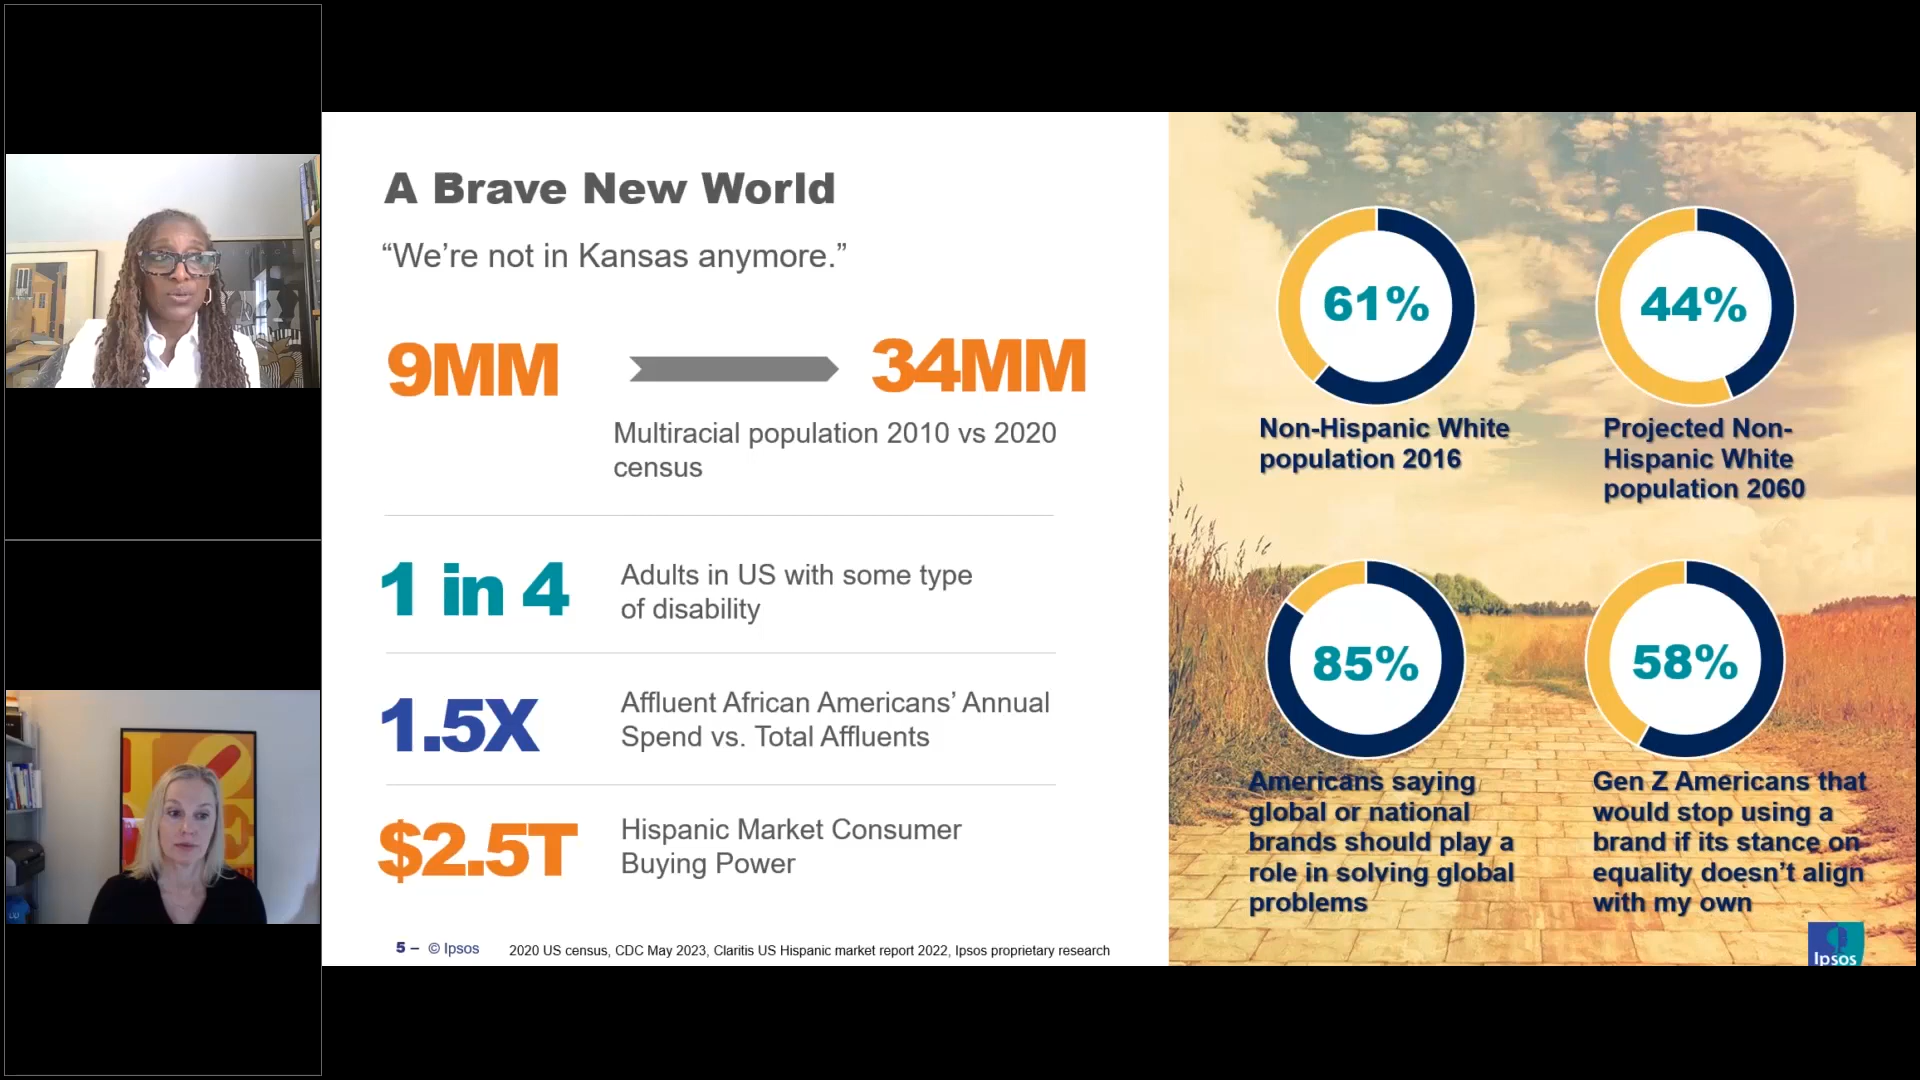 A Brave New World
“We’re not in Kansas anymore.”
9MM
34MM
Multiracial population 2010 vs 2020
census
1 in 4
Adults in US with some type
of disability
1.5X
Affluent African Americans’ Annual
Spend vs. Total Affluents
$2.5T
Hispanic Market Consumer
Buying Power
5 – © Ipsos
2020 US census, CDC May 2023, Claritis US Hispanic market report 2022, Ipsos proprietary research
61%
Non-Hispanic White
population 2016
44%
Projected Non-
Hispanic White
population 2060
85%
Americans saying
global or national
brands should play a
role in solving global
problems
58%
Gen Z Americans that
would stop using a
brand if its stance on
equality doesn’t align
with my own
Ipsos